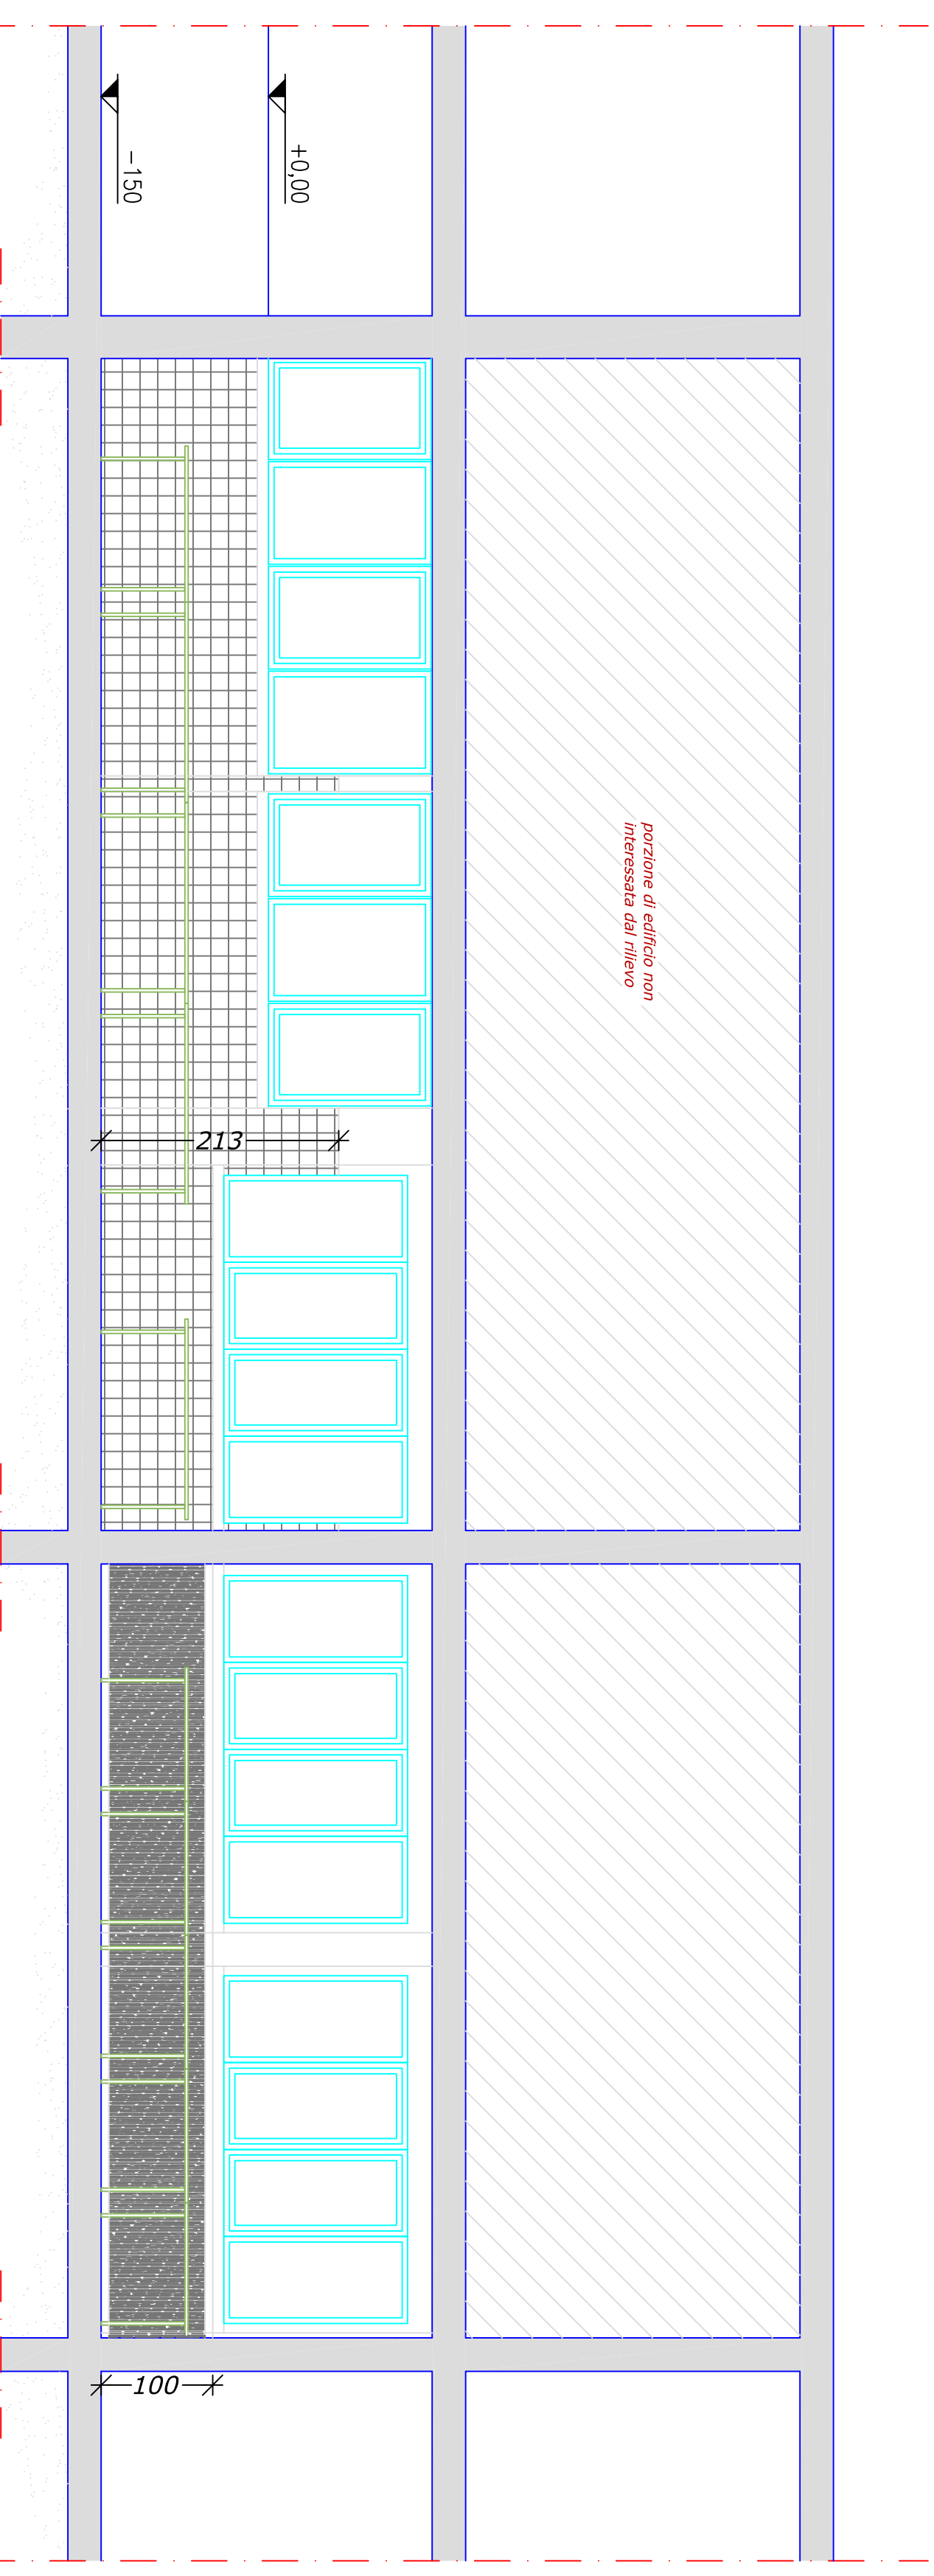 +0,00
-150
porzione di edificio non
interessata dal rilievo
213
100